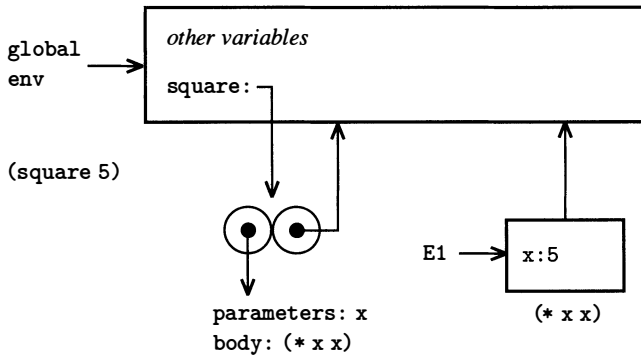 other variables
global
env
square:
(square 5)
E1
x:5
(* x x)
parameters: x
body: (* x x)